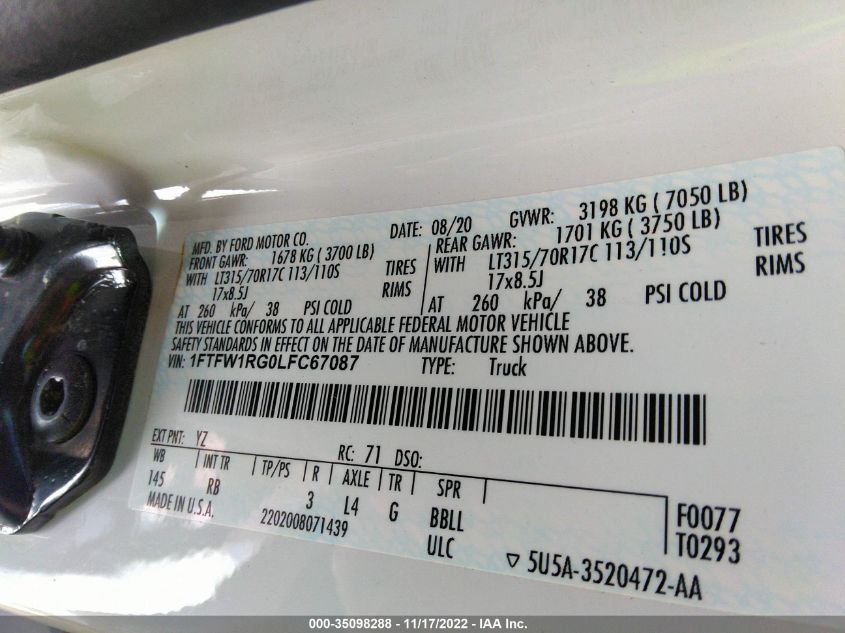 MFD. BY FORD MOTOR CO. DATE: 08/20 GVWR: 3198 KG ( 7050 LB)
FRONT GAWR: 1678 KG ( 3700 LB) REAR GAWR: 1701 KG ( 3750 LB)
WITH LT315/70R17C 113/110S TIRES WITH LT315/70R17C 113/110S TIRES
17x8.5J RIMS 17x8.5J RIMS
AT 260 kPa/ 38 PSI COLD AT 260 kPa/ 38 PSI COLD
THIS VEHICLE CONFORMS TO ALL APPLICABLE FEDERAL MOTOR VEHICLE
SAFETY STANDARDS IN EFFECT ON THE DATE OF MANUFACTURE SHOWN ABOVE.
VIN: 1FTFW1RG0LFC67087 TYPE: Truck
EXT PNT: YZ RC: 71 DSO:
WB INT TR TP/PS R AXLE TR SPR
145 RB 3 L4 G BBLL F0077
MADE IN U.S.A. 2202008071439 ULC T0293
▽ 5U5A-3520472-AA
000-35098288 - 11/17/2022 - IAA Inc.